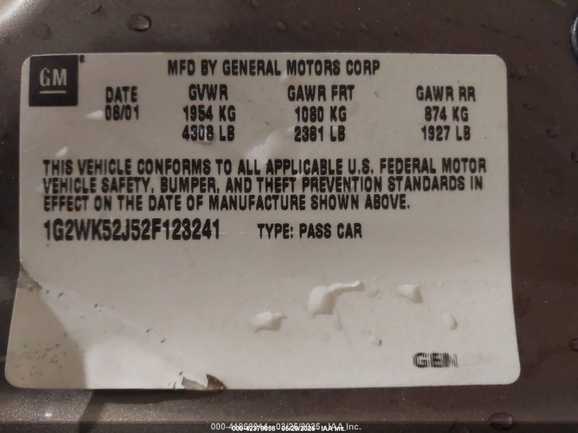 GM
MFD BY GENERAL MOTORS CORP
DATE GVWR GAWR FRT GAWR RR
08/01 1954 KG 1080 KG 874 KG
4308 LB 2381 LB 1927 LB
THIS VEHICLE CONFORMS TO ALL APPLICABLE U.S. FEDERAL MOTOR
VEHICLE SAFETY, BUMPER, AND THEFT PREVENTION STANDARDS IN
EFFECT ON THE DATE OF MANUFACTURE SHOWN ABOVE.
1G2WK52J52F123241 TYPE: PASS CAR
GEN